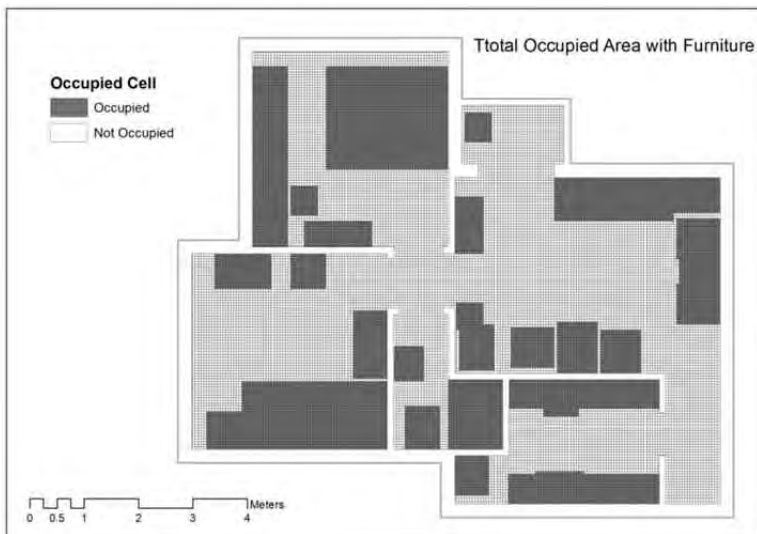 Ttotal Occupied Area with Furniture
Occupied Cell
Occupied
Not Occupied
Meters
0 0.5 1 2 3 4